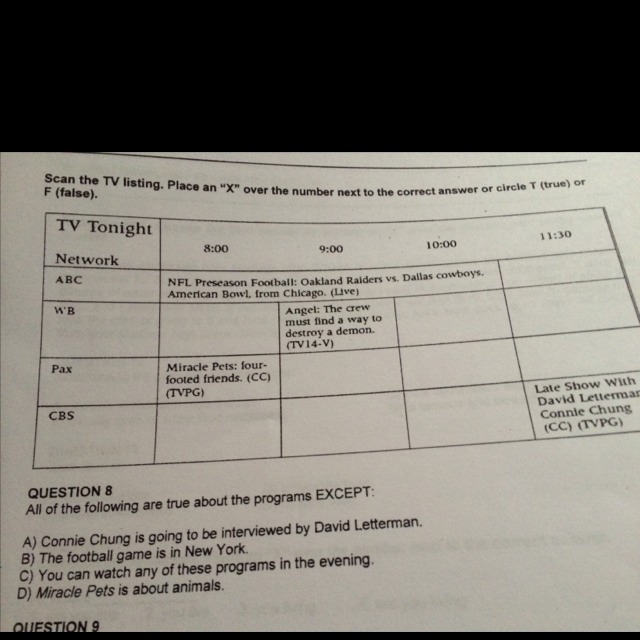 Scan the TV listing. Place an "X" over the number next to the correct answer or circle T (true) or
F (false).
TV Tonight
Network
8:00
9:00
10:00
11:30
ABC
NFL Preseason Football: Oakland Raiders vs. Dallas cowboys.
American Bowl, from Chicago. (Live)
WB
Angel: The crew
must find a way to
destroy a demon.
(TV14-V)
Pax
Miracle Pets: four-
footed friends. (CC)
(TVPG)
CBS
Late Show With
David Letterman
Connie Chung
(CC) (TVPG)
QUESTION 8
All of the following are true about the programs EXCEPT:
A) Connie Chung is going to be interviewed by David Letterman.
B) The football game is in New York.
C) You can watch any of these programs in the evening.
D) Miracle Pets is about animals.
QUESTION 9